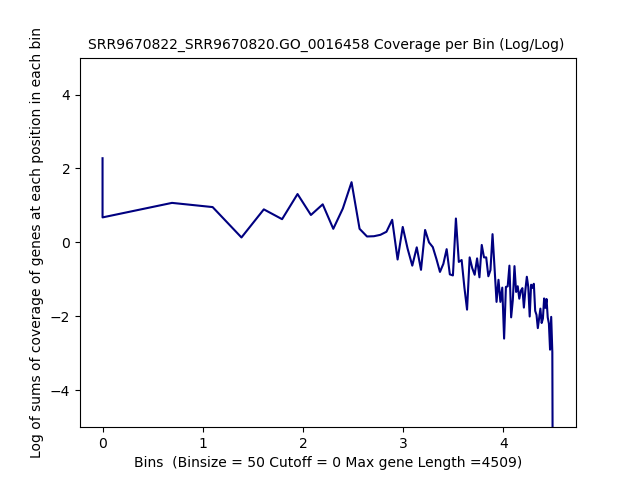 SRR9670822_SRR9670820.GO_0016458 Coverage per Bin (Log/Log)
Log of sums of coverage of genes at each position in each bin
4
2
0
−2
−4
0 1 2 3 4
Bins  (Binsize = 50 Cutoff = 0 Max gene Length =4509)